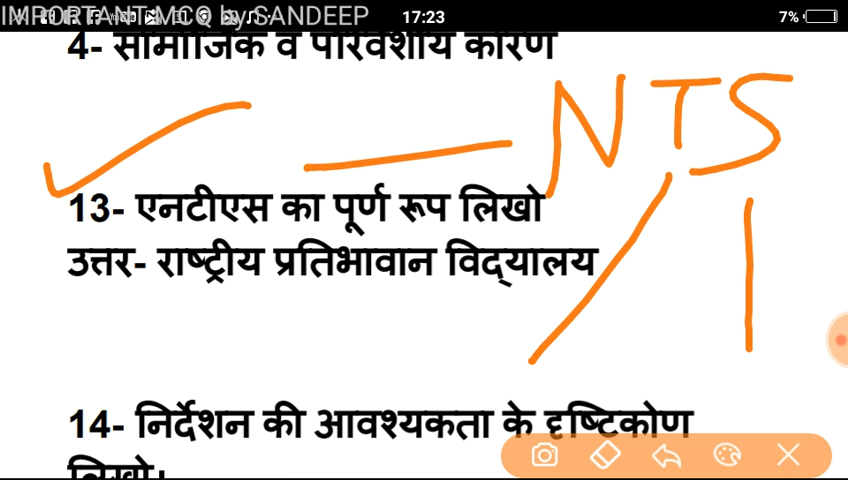 IMPORTANT MCQ by SANDEEP
17:23
7%
4- सामाजिक व परिवेशीय कारण
NTS
13- एनटीएस का पूर्ण रूप लिखो
उत्तर- राष्ट्रीय प्रतिभावान विद्यालय
14- निर्देशन की आवश्यकता के दृष्टिकोण
लिखो।